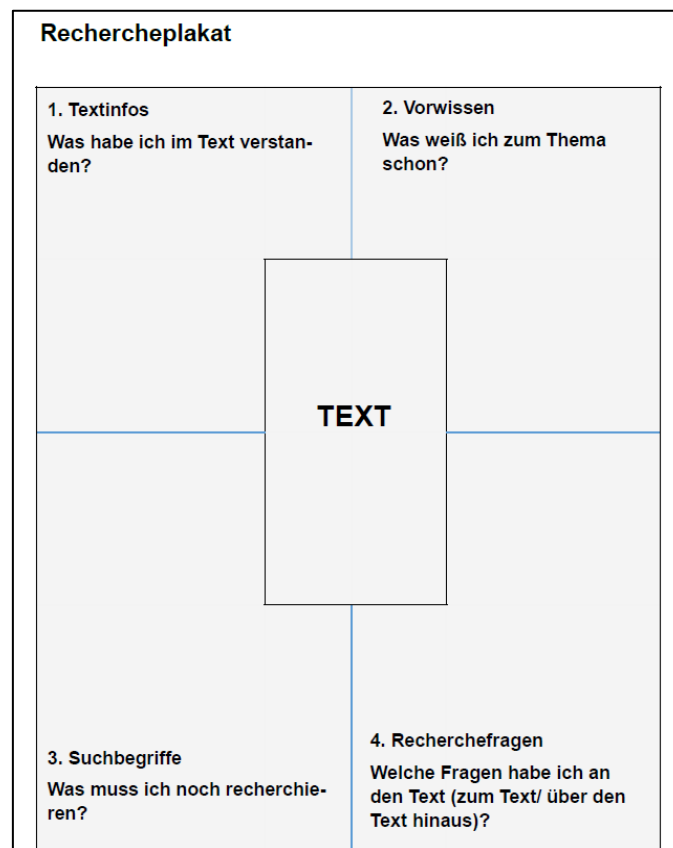 Rechercheplakat
1. Textinfos
Was habe ich im Text verstan-
den?
2. Vorwissen
Was weiß ich zum Thema
schon?
TEXT
3. Suchbegriffe
Was muss ich noch recherchie-
ren?
4. Recherchefragen
Welche Fragen habe ich an
den Text (zum Text/ über den
Text hinaus)?